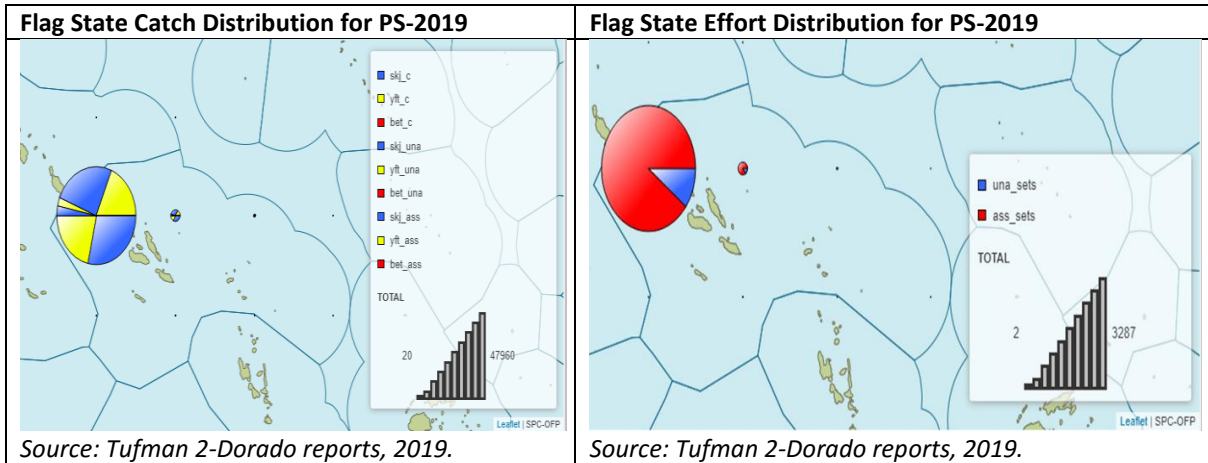 Flag State Catch Distribution for PS-2019
skj_c
yft_c
bet_c
skj_una
yft_una
bet_una
skj_ass
yft_ass
bet_ass
TOTAL
20 47960
Leaflet | SPC-OFP
Source: Tufman 2-Dorado reports, 2019.
Flag State Effort Distribution for PS-2019
una_sets
ass_sets
TOTAL
2 3287
Leaflet | SPC-OFP
Source: Tufman 2-Dorado reports, 2019.